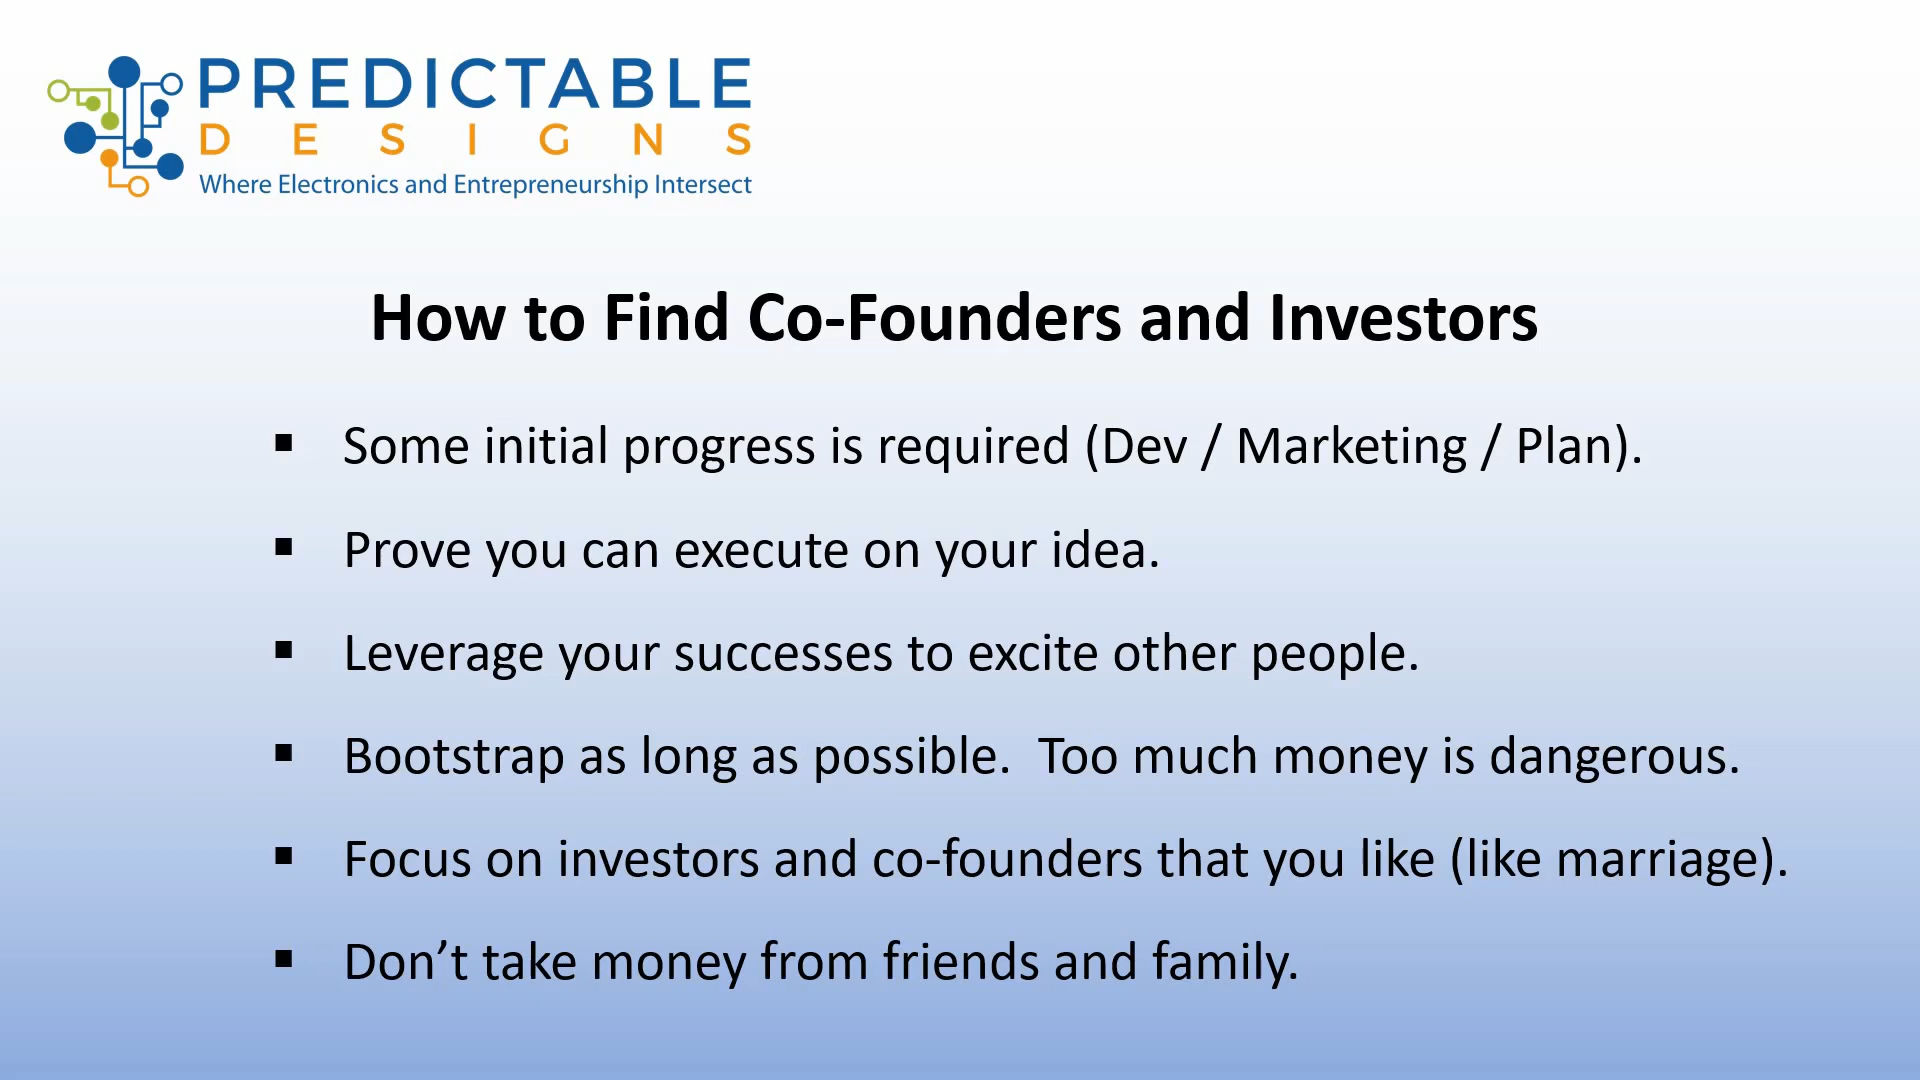 PREDICTABLE
DESIGNS
Where Electronics and Entrepreneurship Intersect
How to Find Co-Founders and Investors
▪ Some initial progress is required (Dev / Marketing / Plan).
▪ Prove you can execute on your idea.
▪ Leverage your successes to excite other people.
▪ Bootstrap as long as possible.  Too much money is dangerous.
▪ Focus on investors and co-founders that you like (like marriage).
▪ Don’t take money from friends and family.